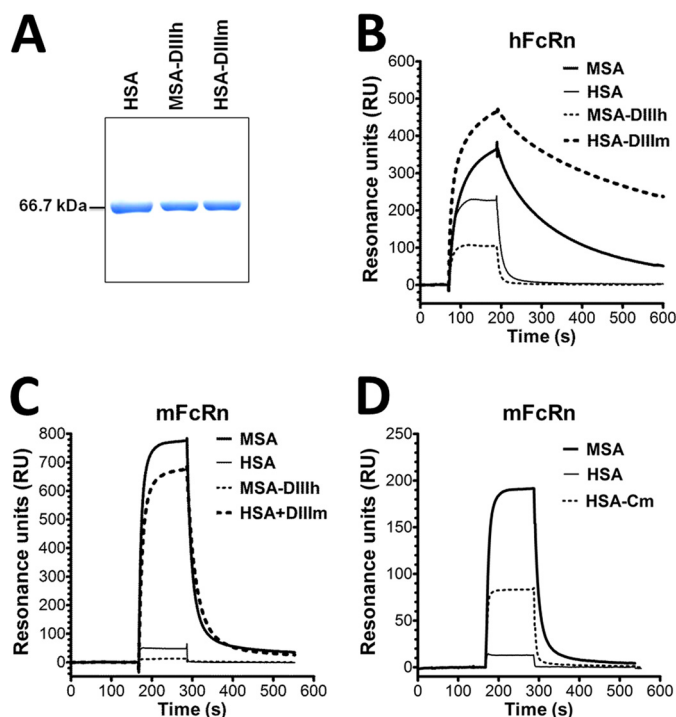 A
HSA
MSA-DIIIh
HSA-DIIIm
66.7 kDa
B
hFcRn
Resonance units (RU)
600
500
400
300
200
100
0
MSA
HSA
MSA-DIIIh
HSA-DIIIm
0 100 200 300 400 500 600
Time (s)
C
mFcRn
Resonance units (RU)
800
700
600
500
400
300
200
100
0
MSA
HSA
MSA-DIIIh
HSA+DIIIm
0 100 200 300 400 500 600
Time (s)
D
mFcRn
Resonance units (RU)
250
200
150
100
50
0
MSA
HSA
HSA-Cm
0 100 200 300 400 500 600
Time (s)